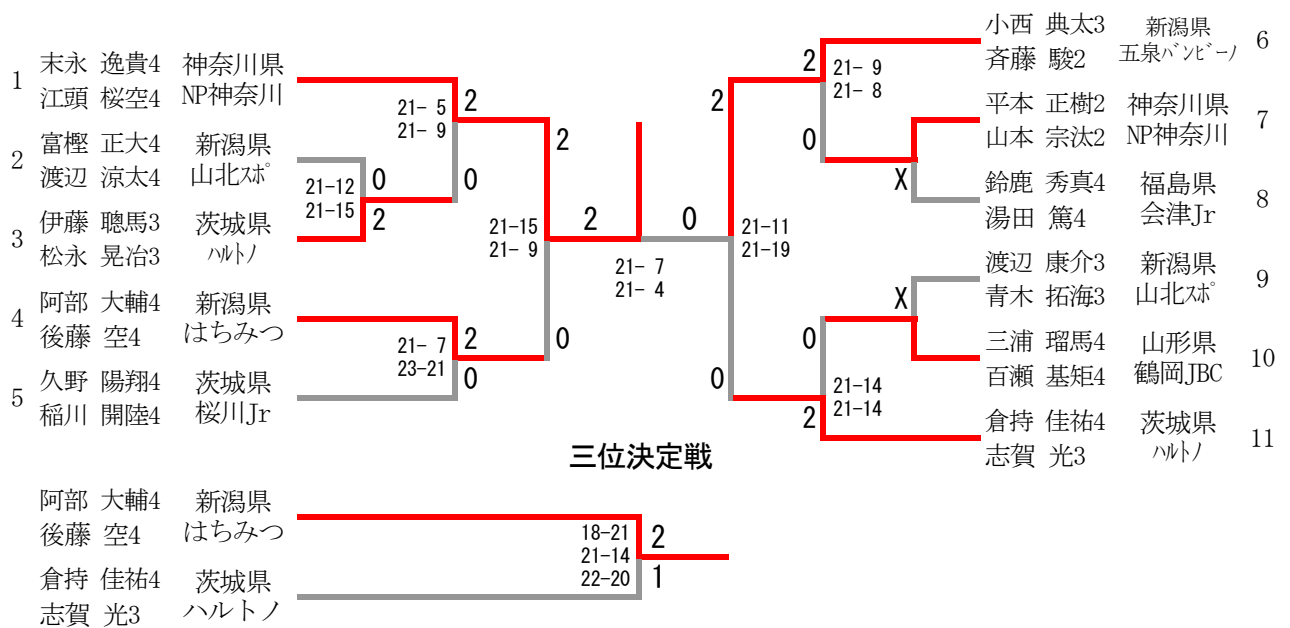 1
末永 逸貴4 神奈川県
江頭 桜空4 NP神奈川
2
富樫 正大4 新潟県
渡辺 涼太4 山北ｽﾎﾟ
3
伊藤 聰馬3 茨城県
松永 晃冶3 ﾊﾙﾄﾉ
4
阿部 大輔4 新潟県
後藤 空4 はちみつ
5
久野 陽翔4 茨城県
稲川 開陸4 桜川Jr
21- 5
21- 9
2
0
21-12
21-15
0
2
21- 7
23-21
2
0
21-15
21- 9
2
0
2
0
21- 7
21- 4
2
0
21-11
21-19
2
0
21- 9
21- 8
X
X
0
2
21-14
21-14
小西 典太3 新潟県
斉藤 駿2 五泉ﾊﾞﾝﾋﾞｰﾉ
6
平本 正樹2 神奈川県
山本 宗汰2 NP神奈川
7
鈴鹿 秀真4 福島県
湯田 篤4 会津Jr
8
渡辺 康介3 新潟県
青木 拓海3 山北ｽﾎﾟ
9
三浦 瑠馬4 山形県
百瀬 基矩4 鶴岡JBC
10
倉持 佳祐4 茨城県
志賀 光3 ﾊﾙﾄﾉ
11
三位決定戦
阿部 大輔4 新潟県
後藤 空4 はちみつ
倉持 佳祐4 茨城県
志賀 光3 ハルトノ
18-21
21-14
22-20
2
1